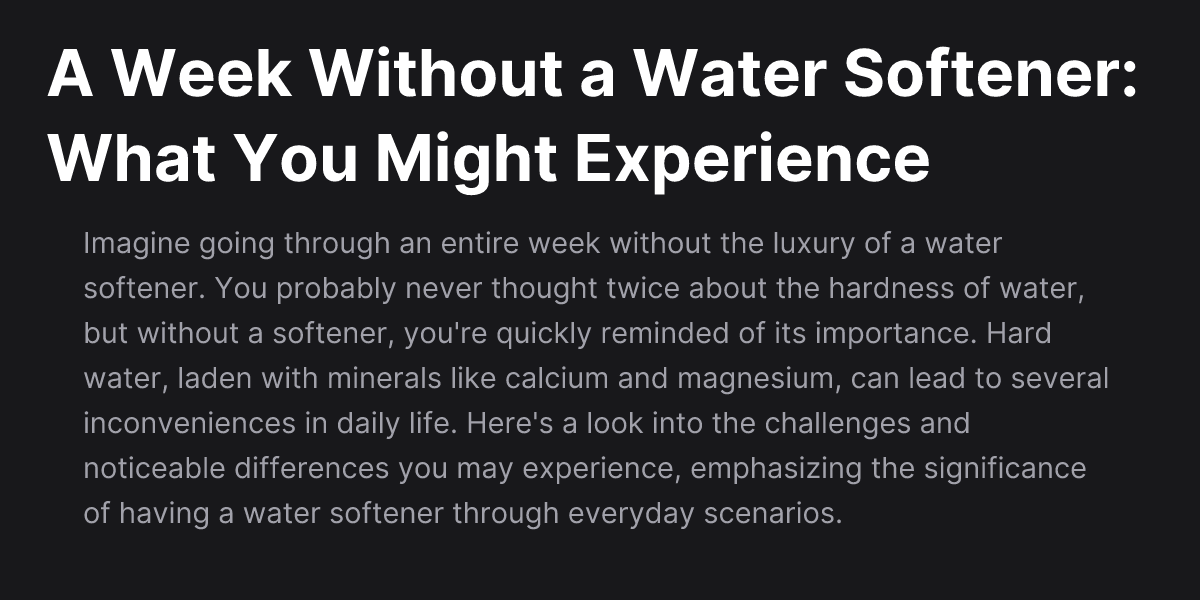 A Week Without a Water Softener:
What You Might Experience
Imagine going through an entire week without the luxury of a water
softener. You probably never thought twice about the hardness of water,
but without a softener, you're quickly reminded of its importance. Hard
water, laden with minerals like calcium and magnesium, can lead to several
inconveniences in daily life. Here's a look into the challenges and
noticeable differences you may experience, emphasizing the significance
of having a water softener through everyday scenarios.